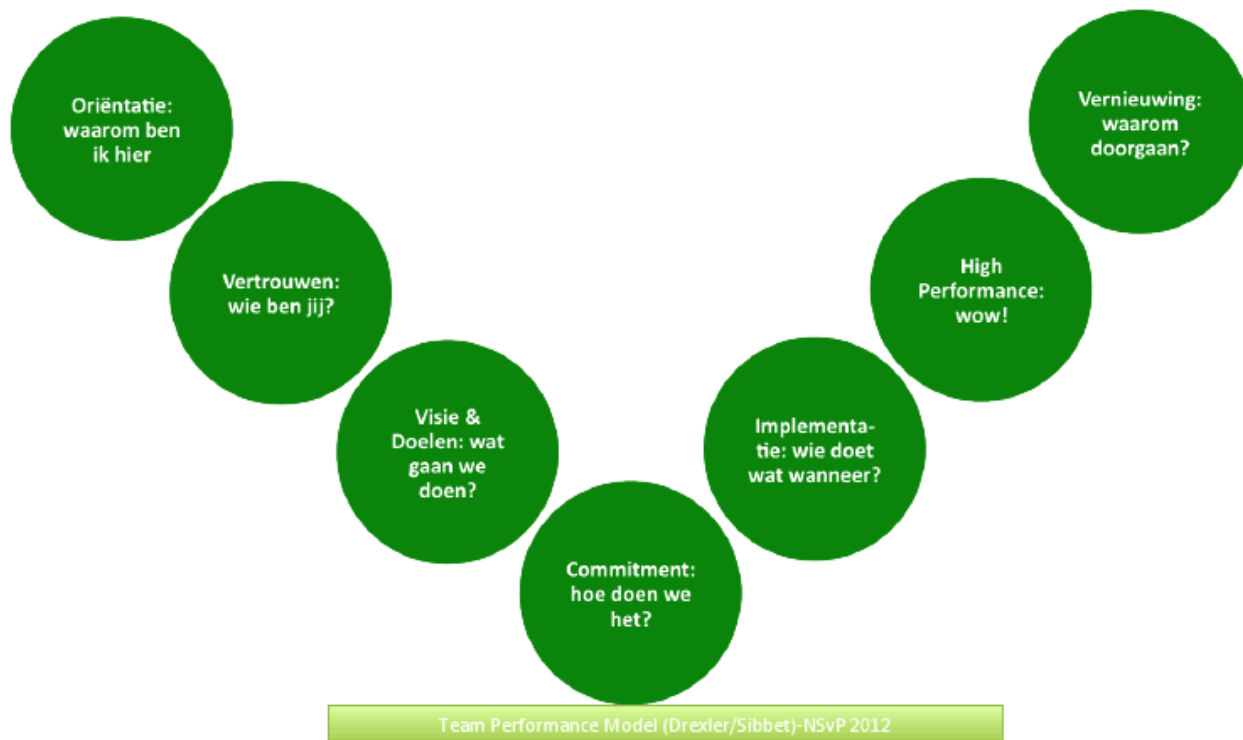 Oriëntatie:
waarom ben
ik hier
Vertrouwen:
wie ben jij?
Visie &
Doelen: wat
gaan we
doen?
Commitment:
hoe doen we
het?
Implementa-
tie: wie doet
wat wanneer?
High
Performance:
wow!
Vernieuwing:
waarom
doorgaan?
Team Performance Model (Drexler/Sibbet)-NSvP 2012